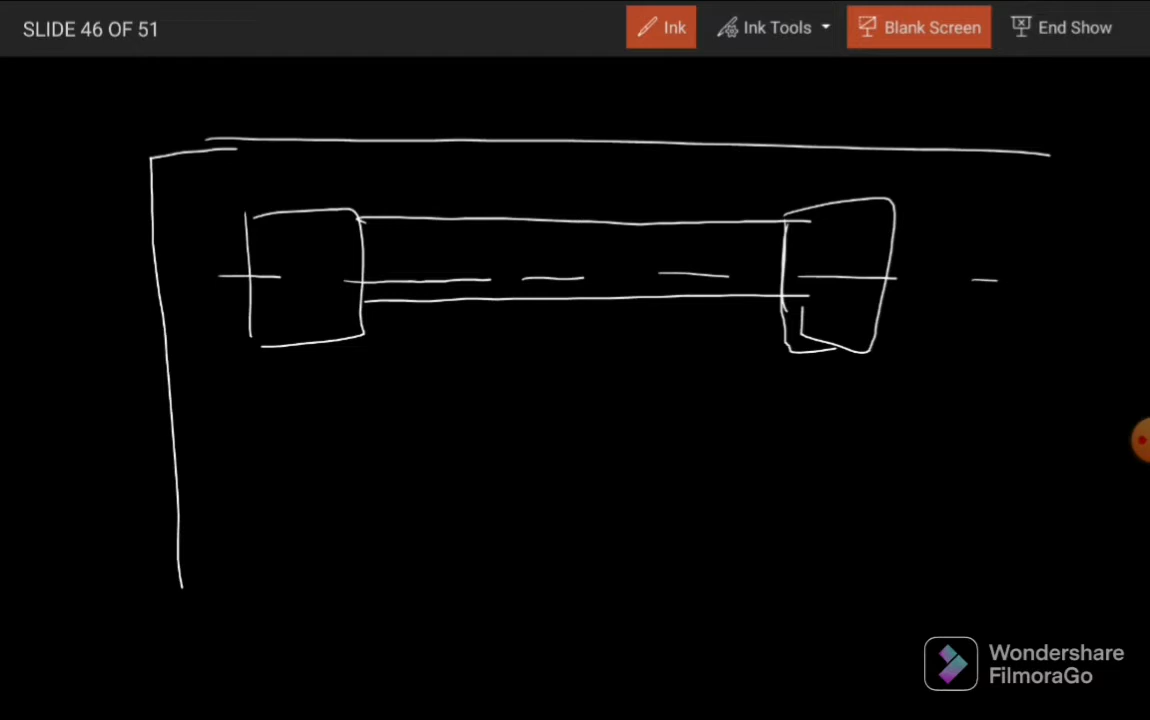 SLIDE 46 OF 51
Ink
Ink Tools
Blank Screen
End Show
Wondershare
FilmoraGo